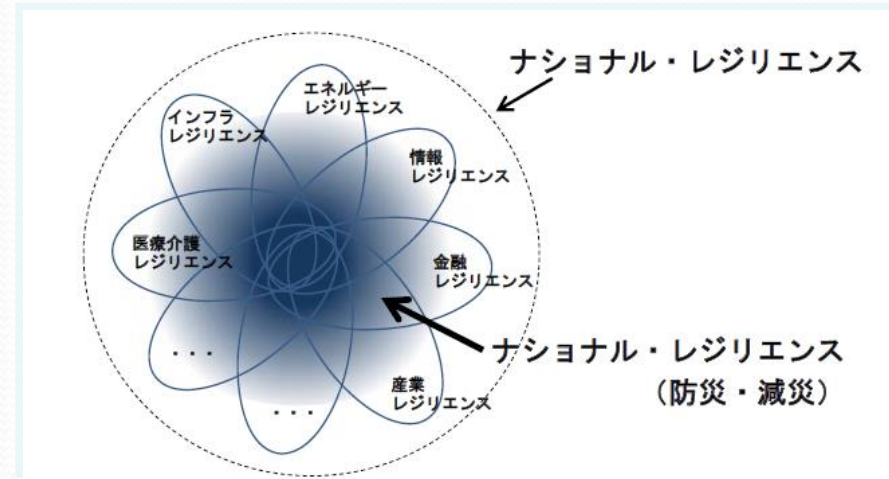 ナショナル・レジリエンス
エネルギー
レジリエンス
インフラ
レジリエンス
情報
レジリエンス
医療介護
レジリエンス
金融
レジリエンス
ナショナル・レジリエンス
（防災・減災）
・・・
産業
レジリエンス
・・・